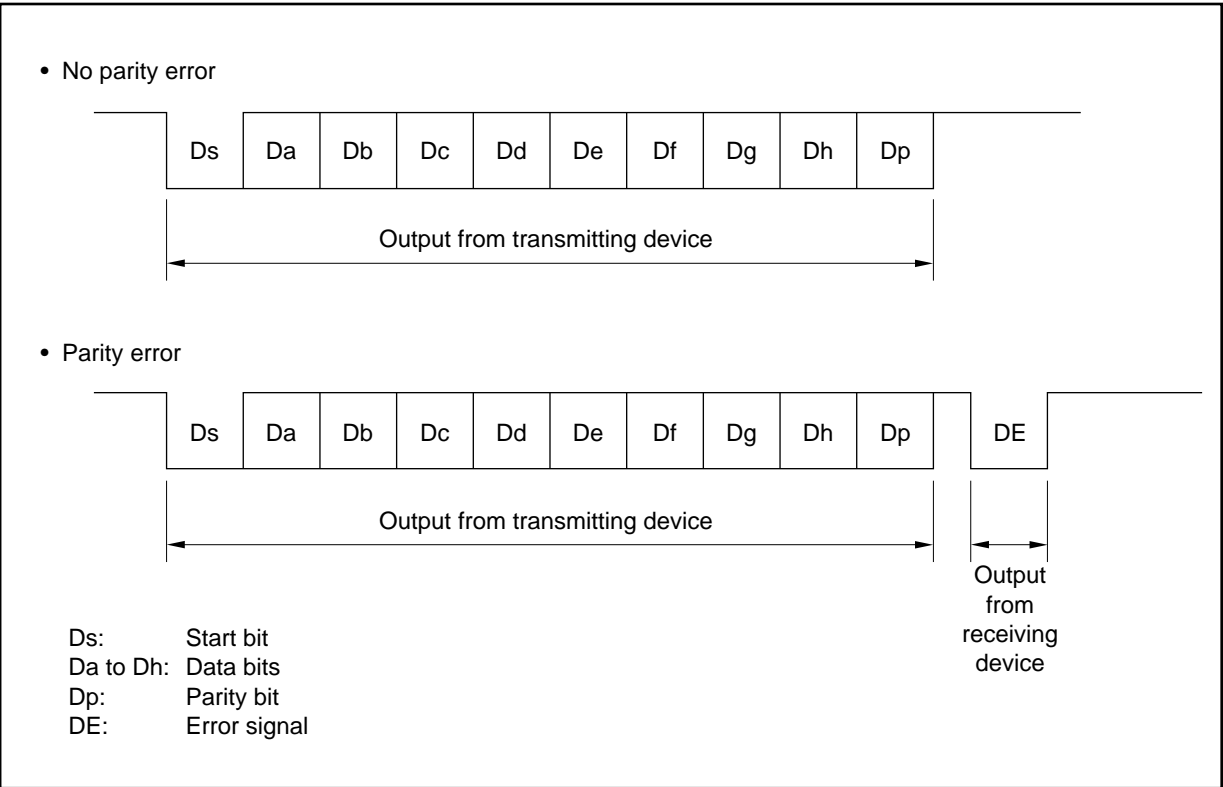 • No parity error
Ds Da Db Dc Dd De Df Dg Dh Dp
Output from transmitting device
• Parity error
Ds Da Db Dc Dd De Df Dg Dh Dp DE
Output from transmitting device
Output
from
receiving
device
Ds: Start bit
Da to Dh: Data bits
Dp: Parity bit
DE: Error signal